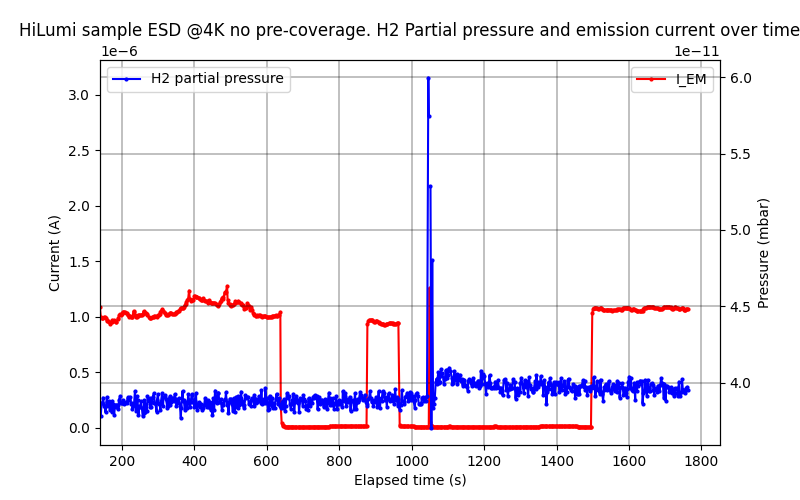 HiLumi sample ESD @4K no pre-coverage. H2 Partial pressure and emission current over time
1e−6
1e−11
H2 partial pressure
I_EM
3.0
2.5
2.0
1.5
1.0
0.5
0.0
Current (A)
6.0
5.5
5.0
4.5
4.0
Pressure (mbar)
200 400 600 800 1000 1200 1400 1600 1800
Elapsed time (s)